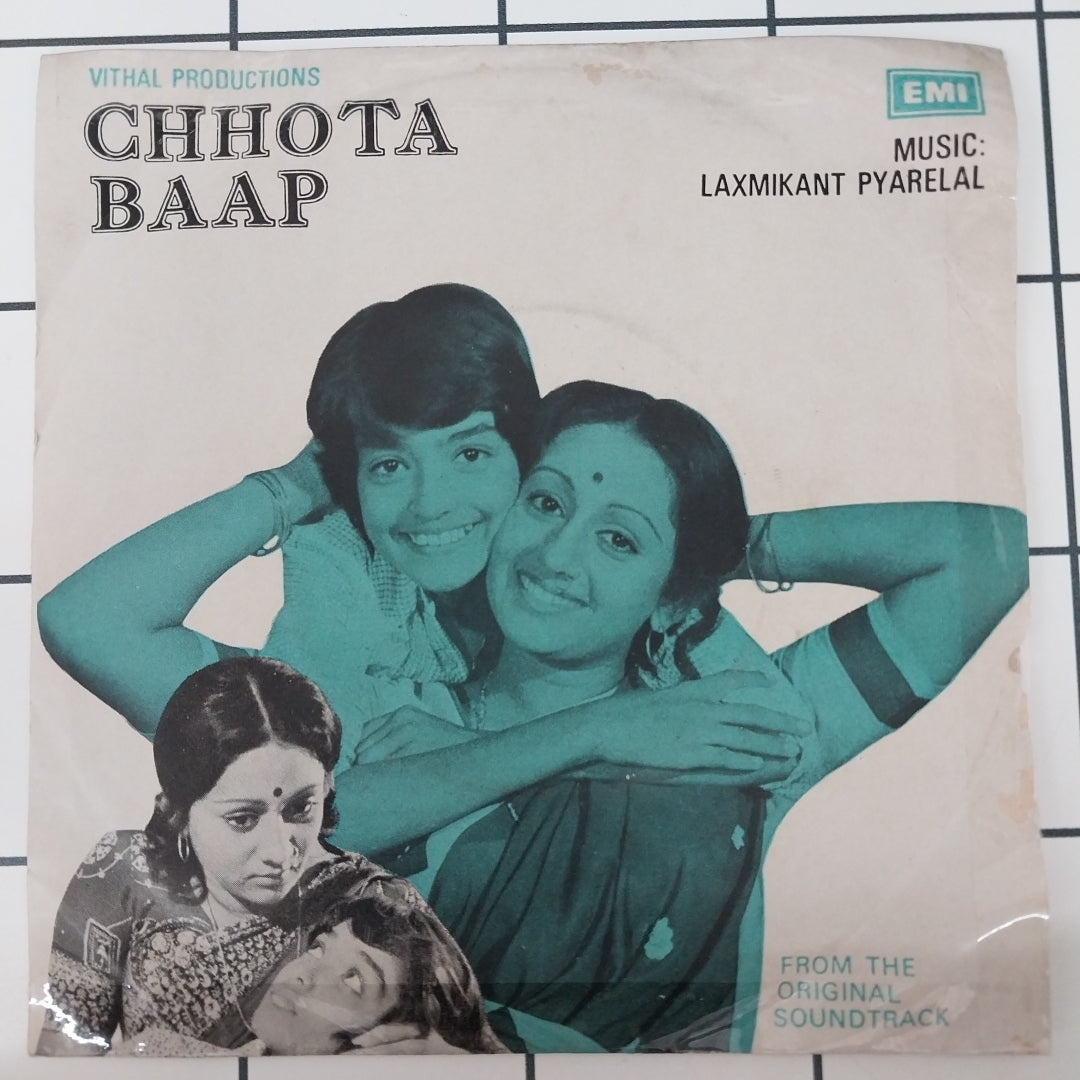 VITHAL PRODUCTIONS
CHHOTA
BAAP
EMI
MUSIC:
LAXMIKANT PYARELAL
FROM THE
ORIGINAL
SOUNDTRACK